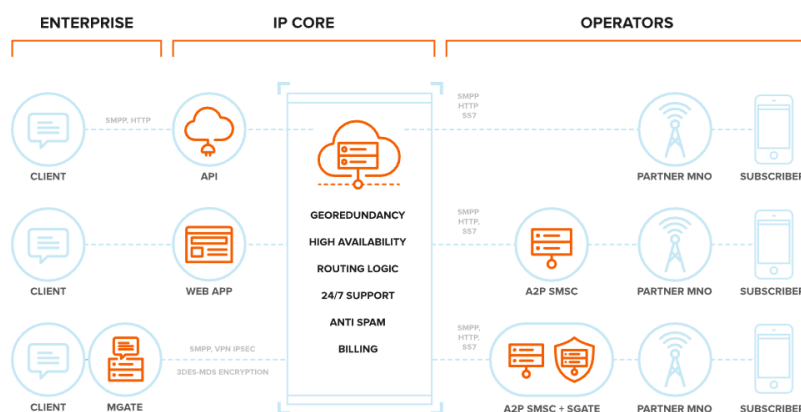 ENTERPRISE
IP CORE
OPERATORS
SMPP, HTTP
SMPP
HTTP
SS7
CLIENT
API
PARTNER MNO
SUBSCRIBER
GEOREDUNDANCY
HIGH AVAILABILITY
ROUTING LOGIC
24/7 SUPPORT
ANTI SPAM
BILLING
SMPP
HTTP,
SS7
CLIENT
WEB APP
A2P SMSC
PARTNER MNO
SUBSCRIBER
SMPP, VPN IPSEC
3DES-MDS ENCRYPTION
SMPP,
HTTP,
SS7
CLIENT
MGATE
A2P SMSC + SGATE
PARTNER MNO
SUBSCRIBER